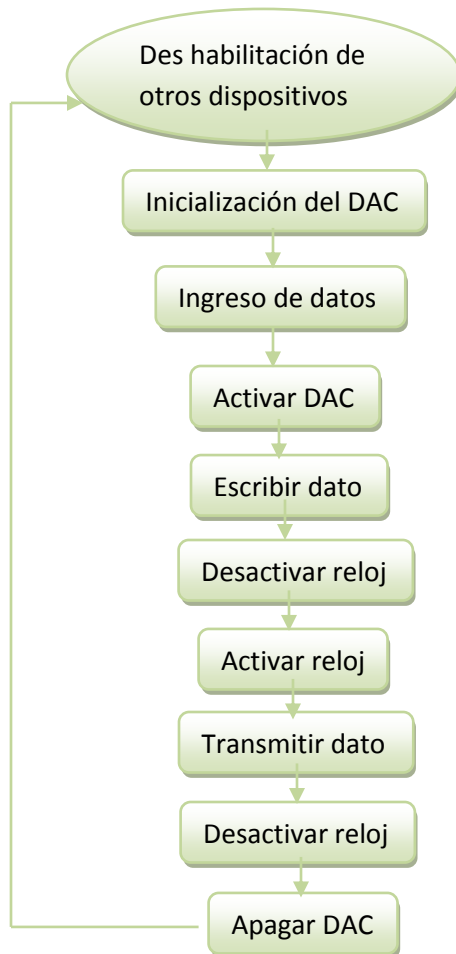 Des habilitación de
otros dispositivos
Inicialización del DAC
Ingreso de datos
Activar DAC
Escribir dato
Desactivar reloj
Activar reloj
Transmitir dato
Desactivar reloj
Apagar DAC